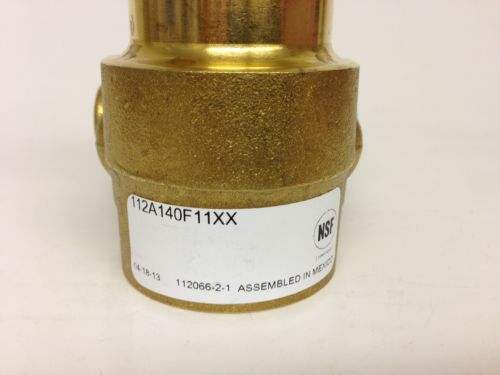 112A140F11XX
NSF
04-18-13 112066-2-1 ASSEMBLED IN MEXICO